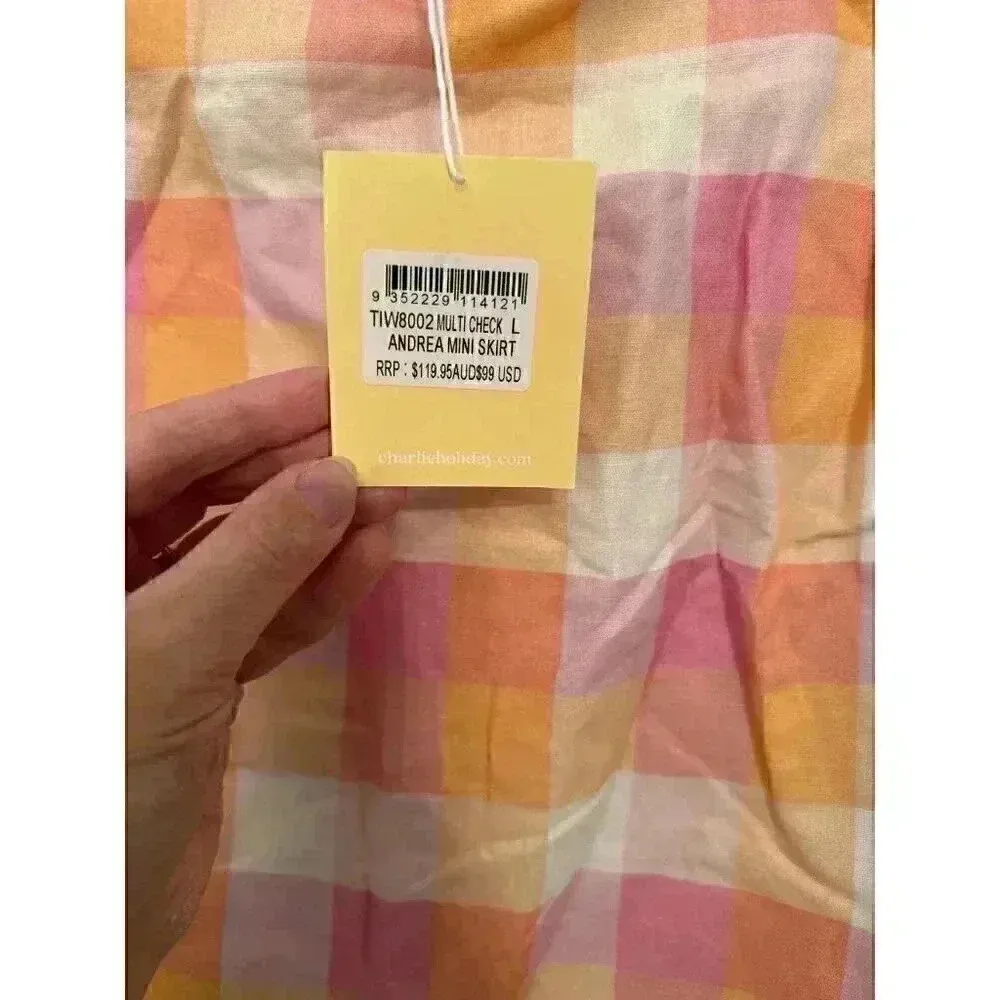 9 352229 114121
TIW8002 MULTI CHECK L
ANDREA MINI SKIRT
RRP : $119.95AUD$99 USD
charlieholiday.com